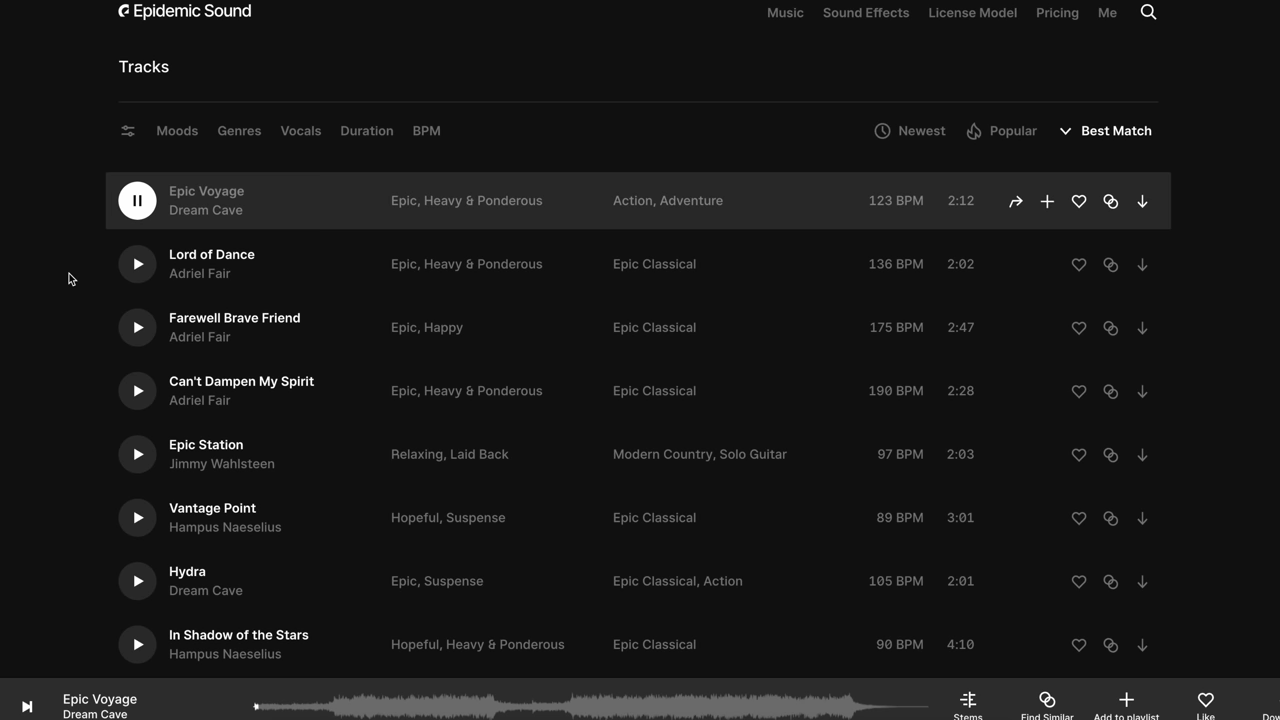 Epidemic Sound
Music Sound Effects License Model Pricing Me
Tracks
Moods Genres Vocals Duration BPM Newest Popular Best Match
Epic Voyage
Dream Cave
Epic, Heavy & Ponderous Action, Adventure 123 BPM 2:12
Lord of Dance
Adriel Fair
Epic, Heavy & Ponderous Epic Classical 136 BPM 2:02
Farewell Brave Friend
Adriel Fair
Epic, Happy Epic Classical 175 BPM 2:47
Can't Dampen My Spirit
Adriel Fair
Epic, Heavy & Ponderous Epic Classical 190 BPM 2:28
Epic Station
Jimmy Wahlsteen
Relaxing, Laid Back Modern Country, Solo Guitar 97 BPM 2:03
Vantage Point
Hampus Naeselius
Hopeful, Suspense Epic Classical 89 BPM 3:01
Hydra
Dream Cave
Epic, Suspense Epic Classical, Action 105 BPM 2:01
In Shadow of the Stars
Hampus Naeselius
Hopeful, Heavy & Ponderous Epic Classical 90 BPM 4:10
Epic Voyage
Dream Cave
Stems Find Similar Add to playlist Like